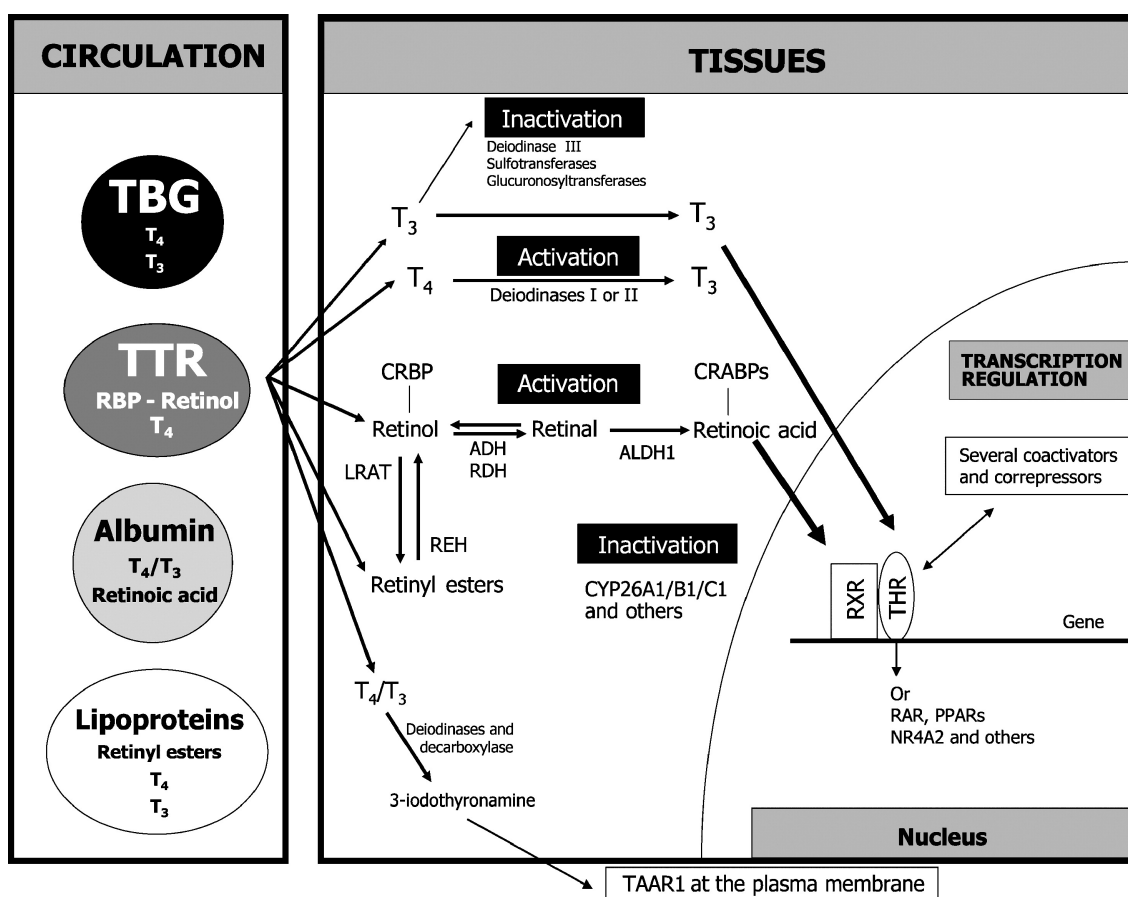 CIRCULATION
TBG
T₄
T₃
TTR
RBP - Retinol
T₄
Albumin
T₄/T₃
Retinoic acid
Lipoproteins
Retinyl esters
T₄
T₃
TISSUES
Inactivation
Deiodinase III
Sulfotransferases
Glucuronosyltransferases
T₃
T₃
Activation
T₄
T₃
Deiodinases I or II
CRBP
Activation
CRABPs
Retinol
Retinal
Retinoic acid
ADH
RDH
ALDH1
LRAT
REH
Retinyl esters
Inactivation
CYP26A1/B1/C1
and others
T₄/T₃
Deiodinases and
decarboxylase
3-iodothyronamine
TAAR1 at the plasma membrane
TRANSCRIPTION
REGULATION
Several coactivators
and correpressors
RXR
THR
Gene
Or
RAR, PPARs
NR4A2 and others
Nucleus